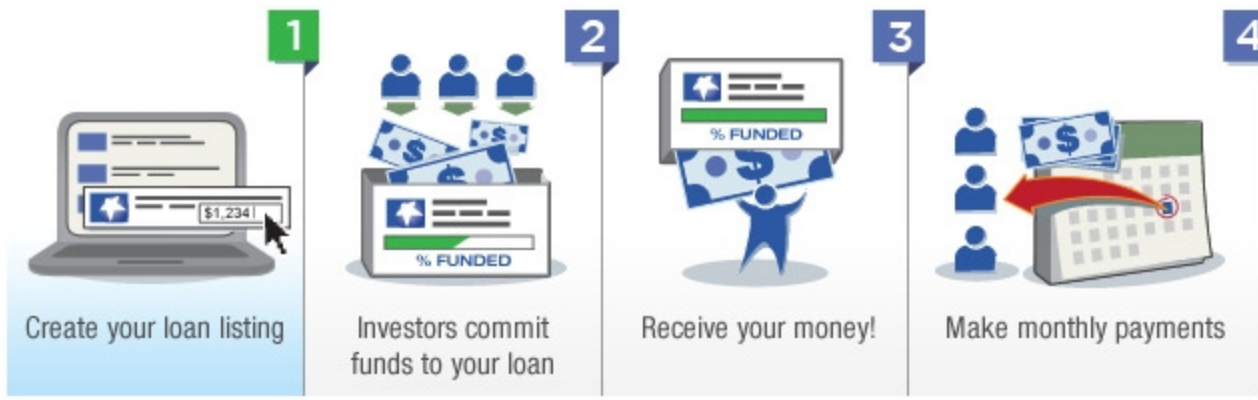 1
$1,234
Create your loan listing
2
$
$
$
% FUNDED
Investors commit
funds to your loan
3
% FUNDED
$
Receive your money!
4
$
Make monthly payments